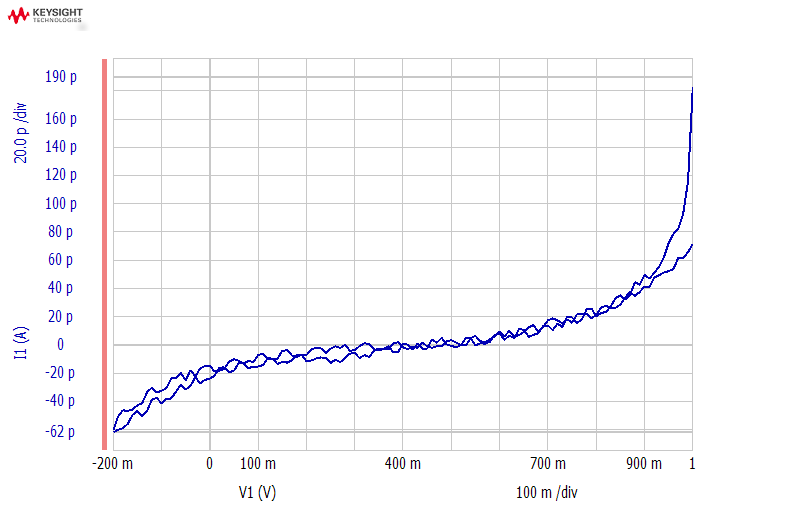 KEYSIGHT
TECHNOLOGIES
20.0 p /div
I1 (A)
190 p
160 p
140 p
120 p
100 p
80 p
60 p
40 p
20 p
0
-20 p
-40 p
-62 p
-200 m 0 100 m 400 m 700 m 900 m 1
V1 (V) 100 m /div